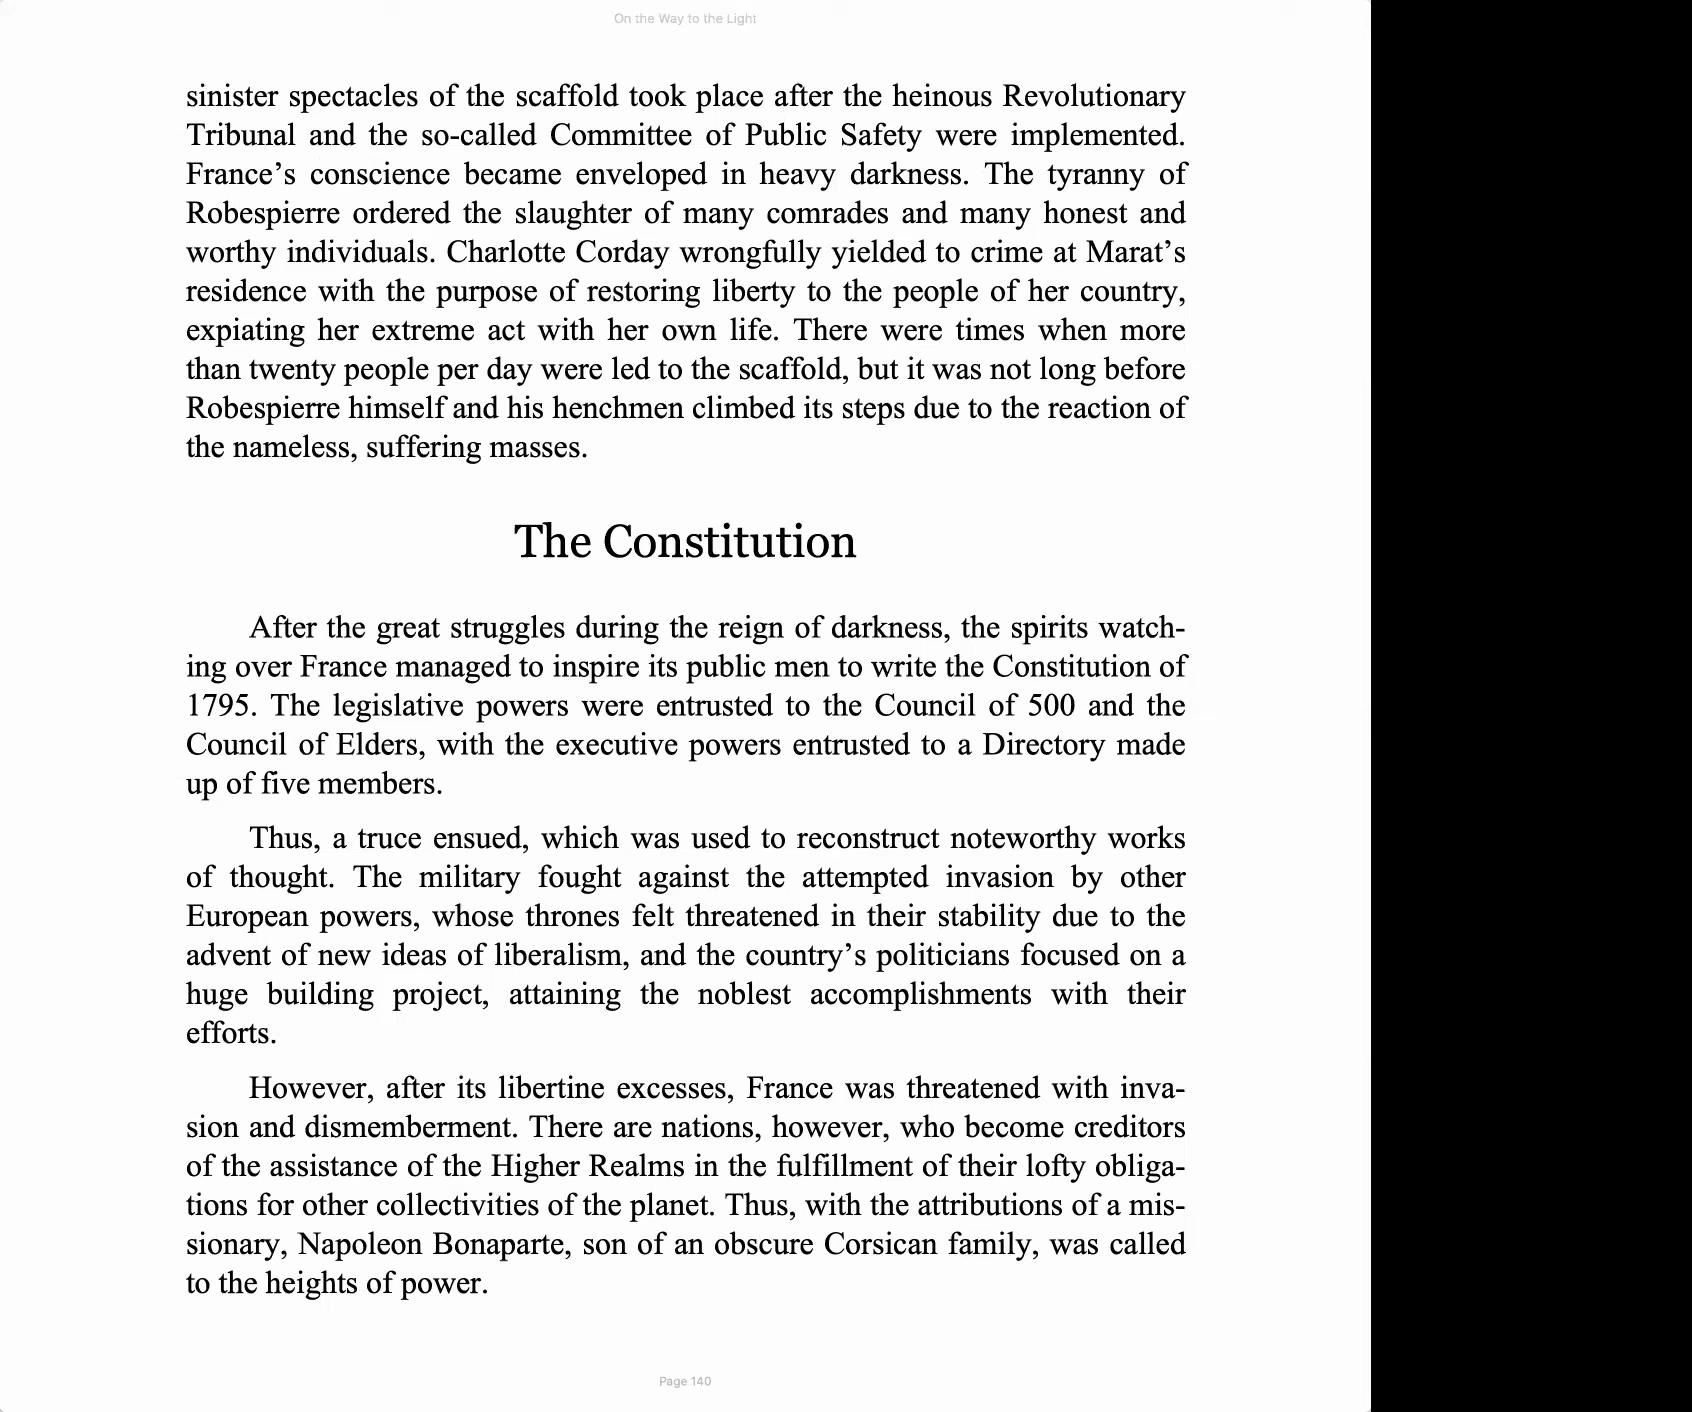 On the Way to the Light
sinister spectacles of the scaffold took place after the heinous Revolutionary
Tribunal and the so-called Committee of Public Safety were implemented.
France’s conscience became enveloped in heavy darkness. The tyranny of
Robespierre ordered the slaughter of many comrades and many honest and
worthy individuals. Charlotte Corday wrongfully yielded to crime at Marat’s
residence with the purpose of restoring liberty to the people of her country,
expiating her extreme act with her own life. There were times when more
than twenty people per day were led to the scaffold, but it was not long before
Robespierre himself and his henchmen climbed its steps due to the reaction of
the nameless, suffering masses.
The Constitution
After the great struggles during the reign of darkness, the spirits watch-
ing over France managed to inspire its public men to write the Constitution of
1795. The legislative powers were entrusted to the Council of 500 and the
Council of Elders, with the executive powers entrusted to a Directory made
up of five members.
Thus, a truce ensued, which was used to reconstruct noteworthy works
of thought. The military fought against the attempted invasion by other
European powers, whose thrones felt threatened in their stability due to the
advent of new ideas of liberalism, and the country’s politicians focused on a
huge building project, attaining the noblest accomplishments with their
efforts.
However, after its libertine excesses, France was threatened with inva-
sion and dismemberment. There are nations, however, who become creditors
of the assistance of the Higher Realms in the fulfillment of their lofty obliga-
tions for other collectivities of the planet. Thus, with the attributions of a mis-
sionary, Napoleon Bonaparte, son of an obscure Corsican family, was called
to the heights of power.
Page 140